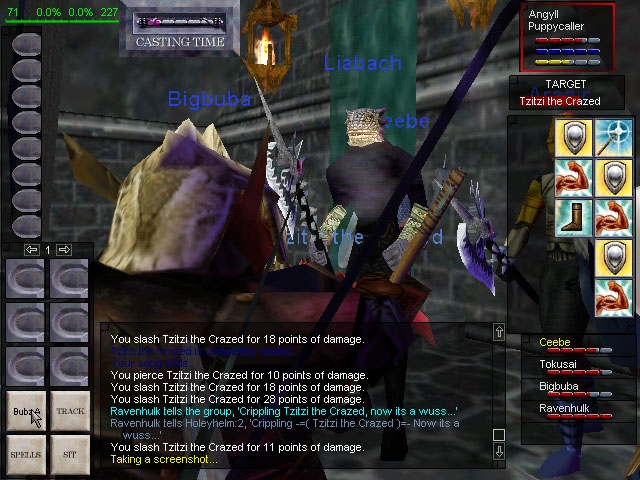 71 0.0% 0.0% 227
CASTING TIME
Angyll
Puppycaller
TARGET
Tzitzi the Crazed
Liabach
Bigbuba
Ceebe
1
Bubz A
TRACK
SPELLS
SIT
You slash Tzitzi the Crazed for 18 points of damage.
You pierce Tzitzi the Crazed for 10 points of damage.
You slash Tzitzi the Crazed for 18 points of damage.
You slash Tzitzi the Crazed for 28 points of damage.
Ravenhulk tells the group, 'Crippling Tzitzi the Crazed, now its a wuss...'
Ravenhulk tells Holeyhelm:2, 'Crippling -=( Tzitzi the Crazed )=- Now its a
wuss...'
You slash Tzitzi the Crazed for 11 points of damage.
Taking a screenshot...
Ceebe
Tokusai
Bigbuba
Ravenhulk